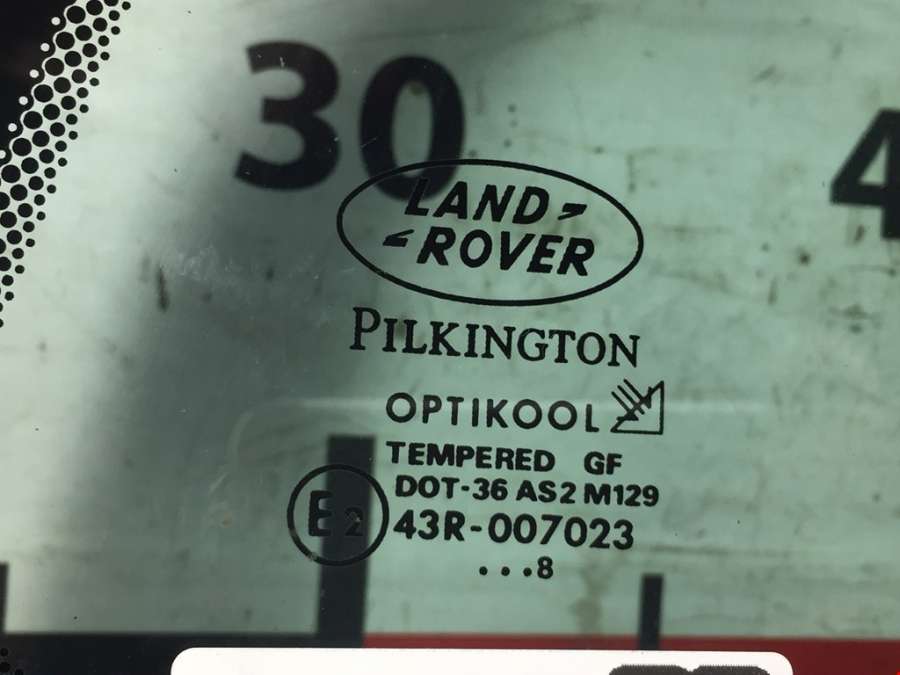 30
4
LAND
ROVER
PILKINGTON
OPTIKOOL
TEMPERED GF
DOT-36 AS2 M129
E2
43R-007023
...8